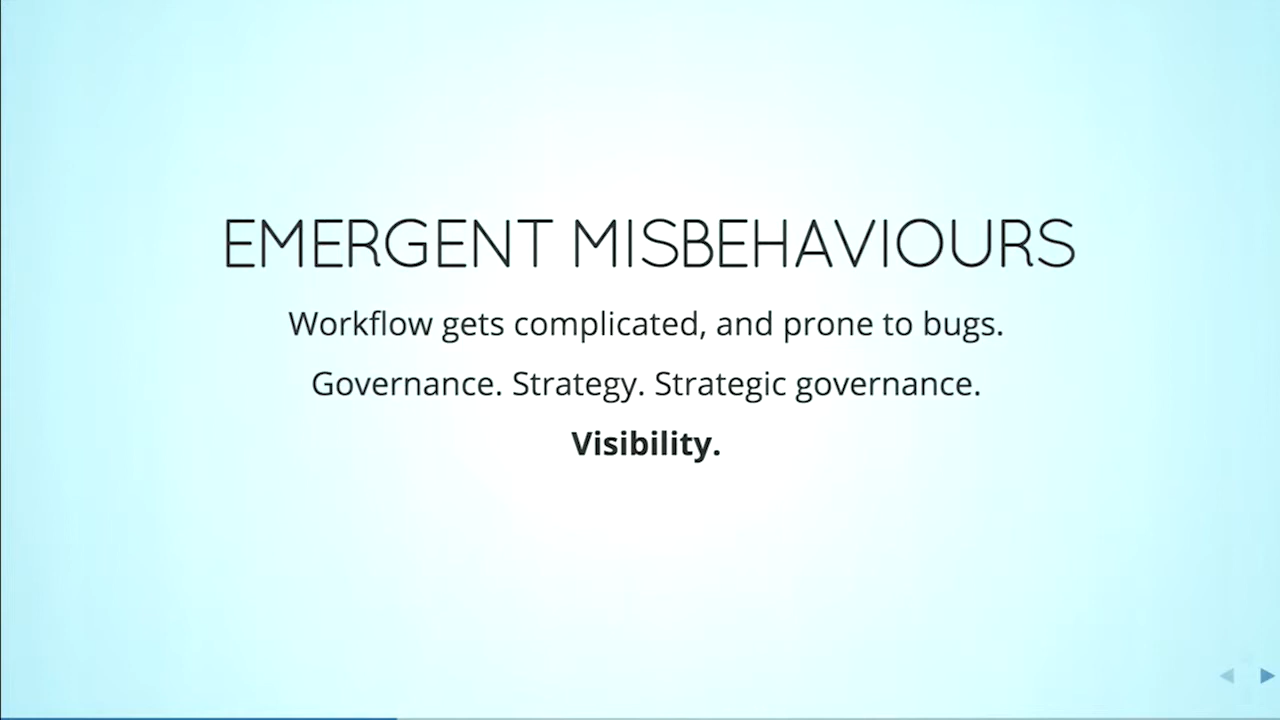 EMERGENT MISBEHAVIOURS
Workflow gets complicated, and prone to bugs.
Governance. Strategy. Strategic governance.
Visibility.